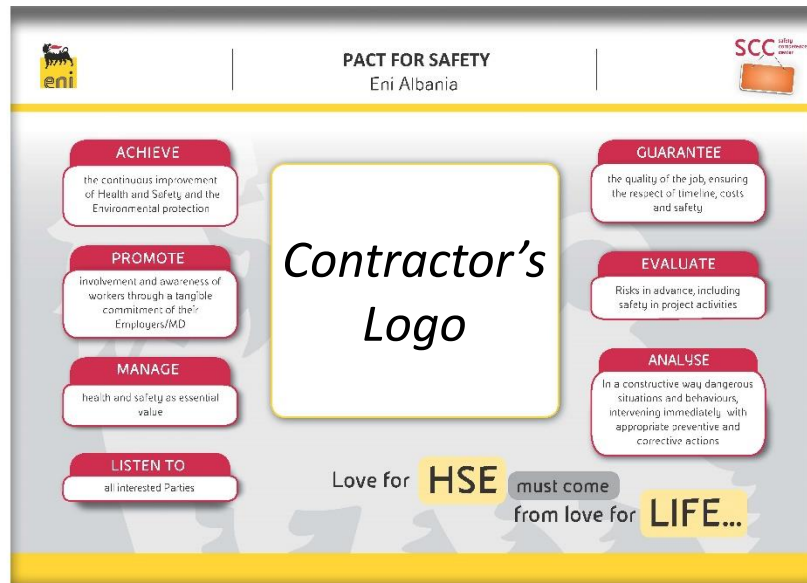 eni
PACT FOR SAFETY
Eni Albania
SCC safety
competence
center
ACHIEVE
the continuous improvement
of Health and Safety and the
Environmental protection
PROMOTE
involvement and awareness of
workers through a tangible
commitment of their
Employers/MD
MANAGE
health and safety as essential
value
LISTEN TO
all interested Parties
Contractor’s
Logo
GUARANTEE
the quality of the job, ensuring
the respect of timeline, costs
and safety
EVALUATE
Risks in advance, including
safety in project activities
ANALYSE
In a constructive way dangerous
situations and behaviours,
intervening immediately with
appropriate preventive and
corrective actions
Love for HSE must come
from love for LIFE...